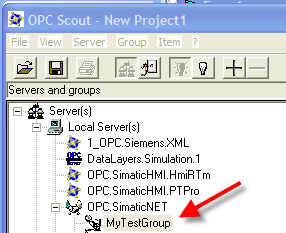 OPC Scout - New Project1
File View Server Group Item ?
Servers and groups
Server(s)
Local Server(s)
1_OPC.Siemens.XML
OPC DataLayers.Simulation.1
OPC.SimaticHMI.HmiRTm
OPC.SimaticHMI.PTPro
OPC.SimaticNET
MyTestGroup